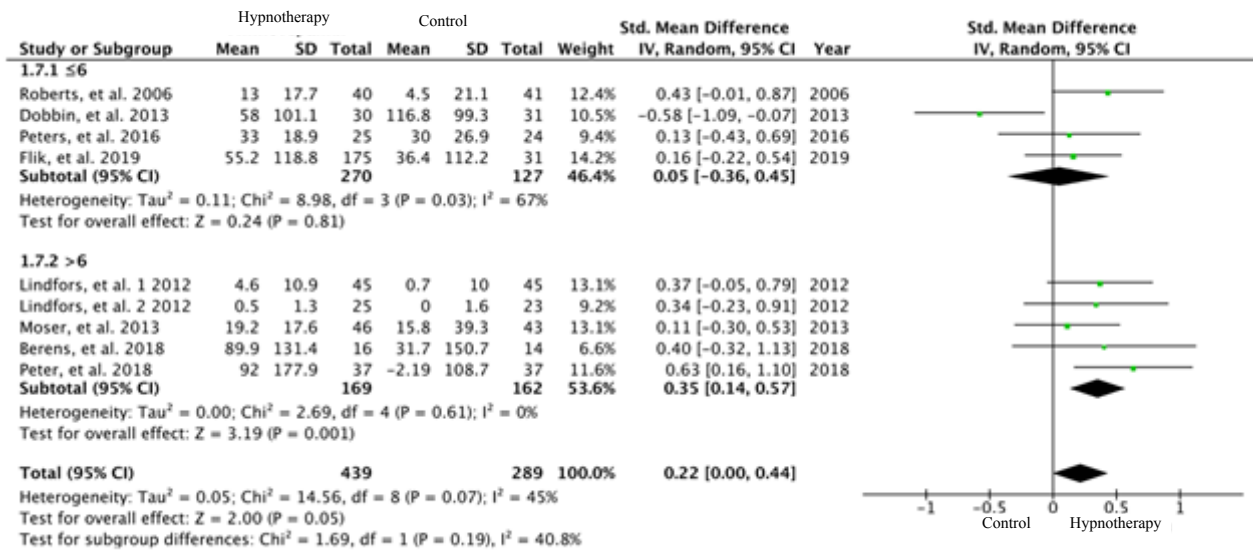 Hypnotherapy Control Std. Mean Difference Std. Mean Difference
Study or Subgroup Mean SD Total Mean SD Total Weight IV, Random, 95% CI Year IV, Random, 95% CI
1.7.1 ≤6
Roberts, et al. 2006 13 17.7 40 4.5 21.1 41 12.4% 0.43 [−0.01, 0.87] 2006
Dobbin, et al. 2013 58 101.1 30 116.8 99.3 31 10.5% −0.58 [−1.09, −0.07] 2013
Peters, et al. 2016 33 18.9 25 30 26.9 24 9.4% 0.13 [−0.43, 0.69] 2016
Flik, et al. 2019 55.2 118.8 175 36.4 112.2 31 14.2% 0.16 [−0.22, 0.54] 2019
Subtotal (95% CI) 270 127 46.4% 0.05 [−0.36, 0.45]
Heterogeneity: Tau² = 0.11; Chi² = 8.98, df = 3 (P = 0.03); I² = 67%
Test for overall effect: Z = 0.24 (P = 0.81)
1.7.2 >6
Lindfors, et al. 1 2012 4.6 10.9 45 0.7 10 45 13.1% 0.37 [−0.05, 0.79] 2012
Lindfors, et al. 2 2012 0.5 1.3 25 0 1.6 23 9.2% 0.34 [−0.23, 0.91] 2012
Moser, et al. 2013 19.2 17.6 46 15.8 39.3 43 13.1% 0.11 [−0.30, 0.53] 2013
Berens, et al. 2018 89.9 131.4 16 31.7 150.7 14 6.6% 0.40 [−0.32, 1.13] 2018
Peter, et al. 2018 92 177.9 37 −2.19 108.7 37 11.6% 0.63 [0.16, 1.10] 2018
Subtotal (95% CI) 169 162 53.6% 0.35 [0.14, 0.57]
Heterogeneity: Tau² = 0.00; Chi² = 2.69, df = 4 (P = 0.61); I² = 0%
Test for overall effect: Z = 3.19 (P = 0.001)
Total (95% CI) 439 289 100.0% 0.22 [0.00, 0.44]
Heterogeneity: Tau² = 0.05; Chi² = 14.56, df = 8 (P = 0.07); I² = 45%
Test for overall effect: Z = 2.00 (P = 0.05)
Test for subgroup differences: Chi² = 1.69, df = 1 (P = 0.19), I² = 40.8%
−1 −0.5 0 0.5 1
Control Hypnotherapy